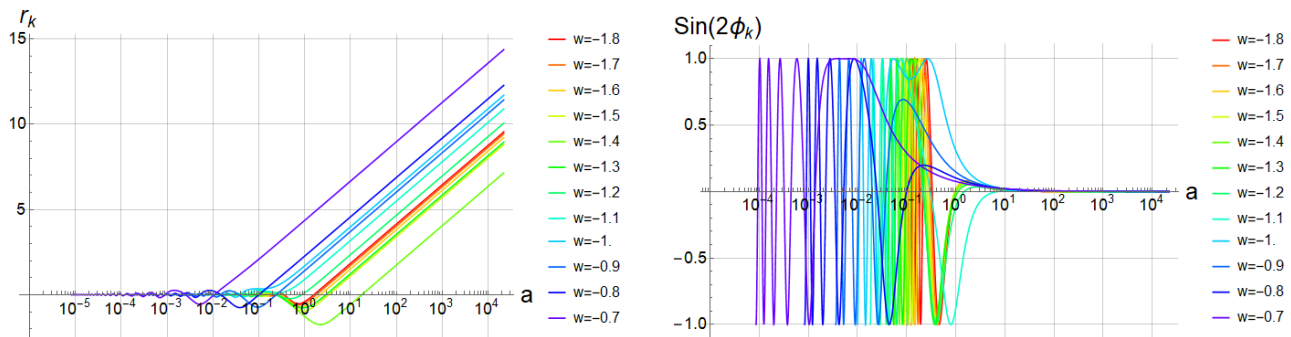 r_k
15
10
5
10^-5
10^-4
10^-3
10^-2
10^-1
10^0
10^1
10^2
10^3
10^4
a
w=-1.8
w=-1.7
w=-1.6
w=-1.5
w=-1.4
w=-1.3
w=-1.2
w=-1.1
w=-1.
w=-0.9
w=-0.8
w=-0.7
Sin(2ϕ_k)
1.0
0.5
-0.5
-1.0
10^-4
10^-3
10^-2
10^-1
10^0
10^1
10^2
10^3
10^4
a
w=-1.8
w=-1.7
w=-1.6
w=-1.5
w=-1.4
w=-1.3
w=-1.2
w=-1.1
w=-1.
w=-0.9
w=-0.8
w=-0.7